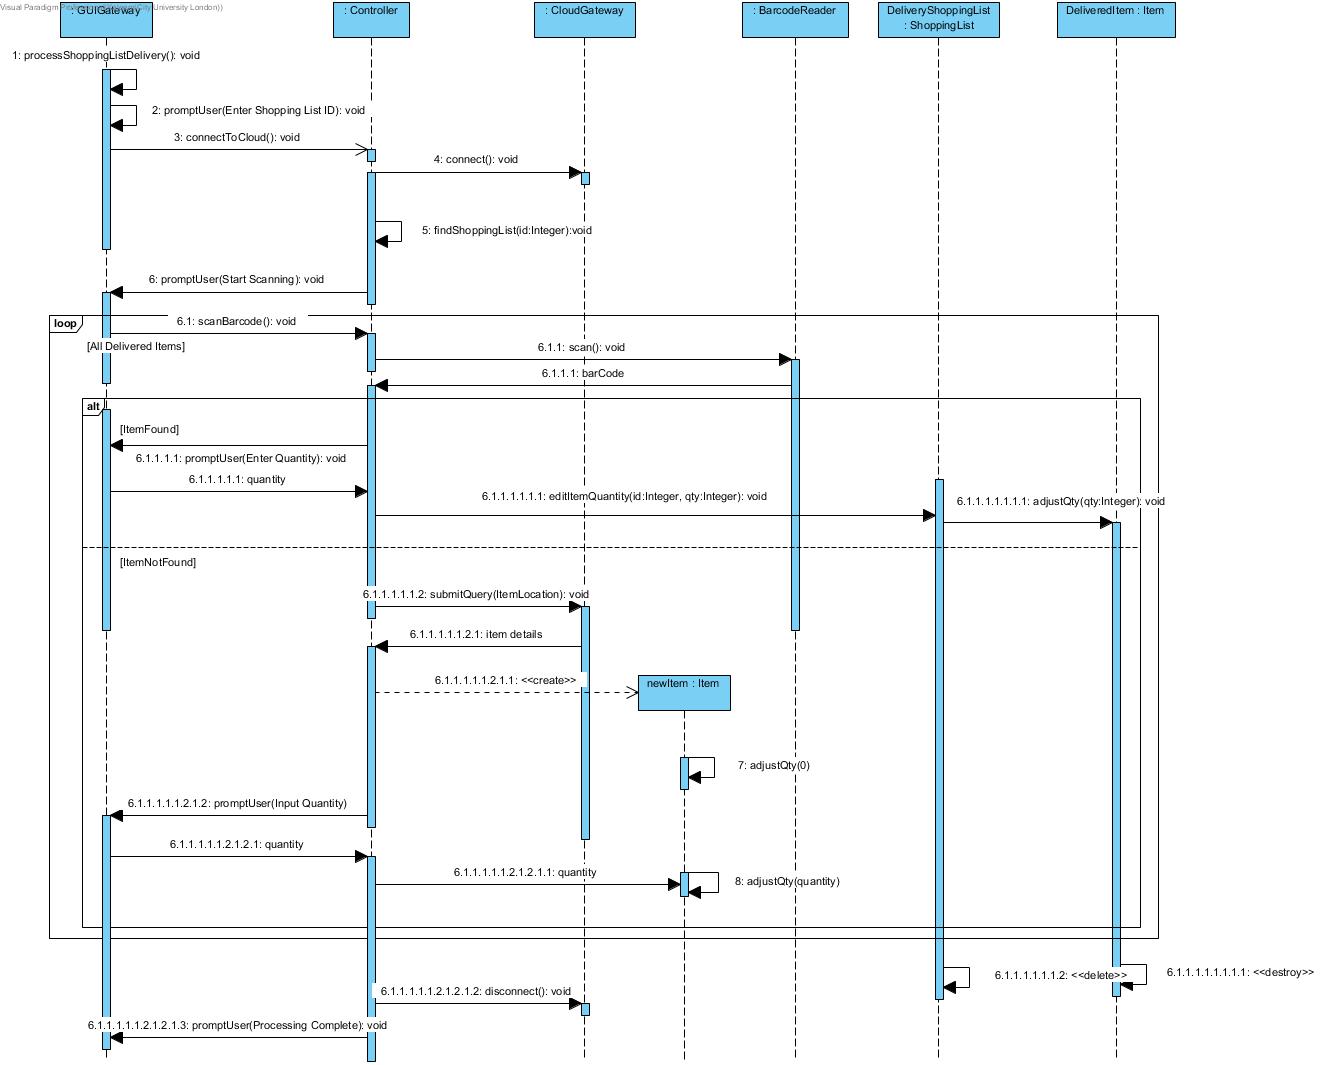 Visual Paradigm Professional(City University London))
: GUIGateway
: Controller
: CloudGateway
: BarcodeReader
DeliveryShoppingList
: ShoppingList
DeliveredItem : Item
1: processShoppingListDelivery(): void
2: promptUser(Enter Shopping List ID): void
3: connectToCloud(): void
4: connect(): void
5: findShoppingList(id:Integer):void
6: promptUser(Start Scanning): void
loop
6.1: scanBarcode(): void
[All Delivered Items]
6.1.1: scan(): void
6.1.1.1: barCode
alt
[ItemFound]
6.1.1.1.1: promptUser(Enter Quantity): void
6.1.1.1.1.1: quantity
6.1.1.1.1.1.1: editItemQuantity(id:Integer, qty:Integer): void
6.1.1.1.1.1.1.1: adjustQty(qty:Integer): void
[ItemNotFound]
6.1.1.1.1.1.2: submitQuery(ItemLocation): void
6.1.1.1.1.1.2.1: item details
6.1.1.1.1.1.2.1.1: <<create>>
newItem : Item
7: adjustQty(0)
6.1.1.1.1.1.2.1.2: promptUser(Input Quantity)
6.1.1.1.1.1.2.1.2.1: quantity
6.1.1.1.1.1.2.1.2.1.1: quantity
8: adjustQty(quantity)
6.1.1.1.1.1.1.2: <<delete>>
6.1.1.1.1.1.1.1.1: <<destroy>>
6.1.1.1.1.1.2.1.2.1.2: disconnect(): void
6.1.1.1.1.1.2.1.2.1.3: promptUser(Processing Complete): void